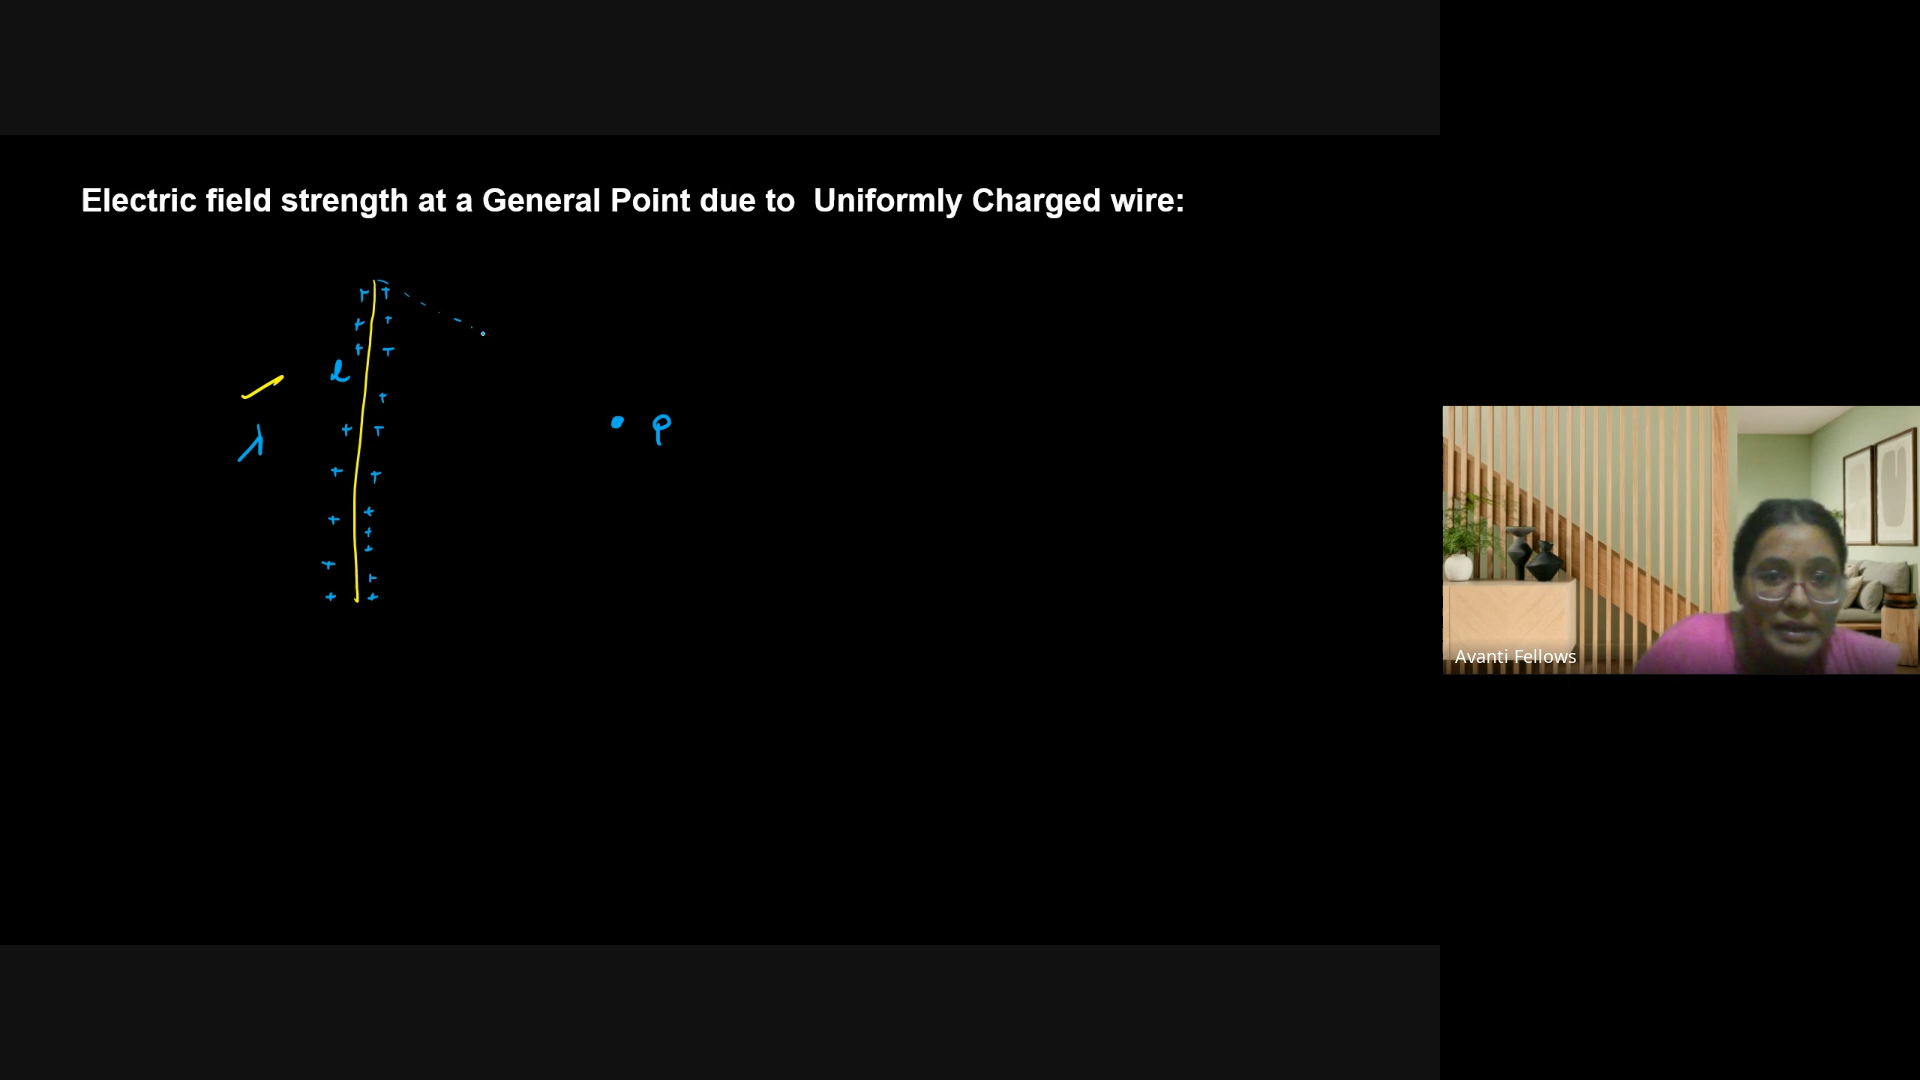 Electric field strength at a General Point due to Uniformly Charged wire:
l
λ
P
Avanti Fellows